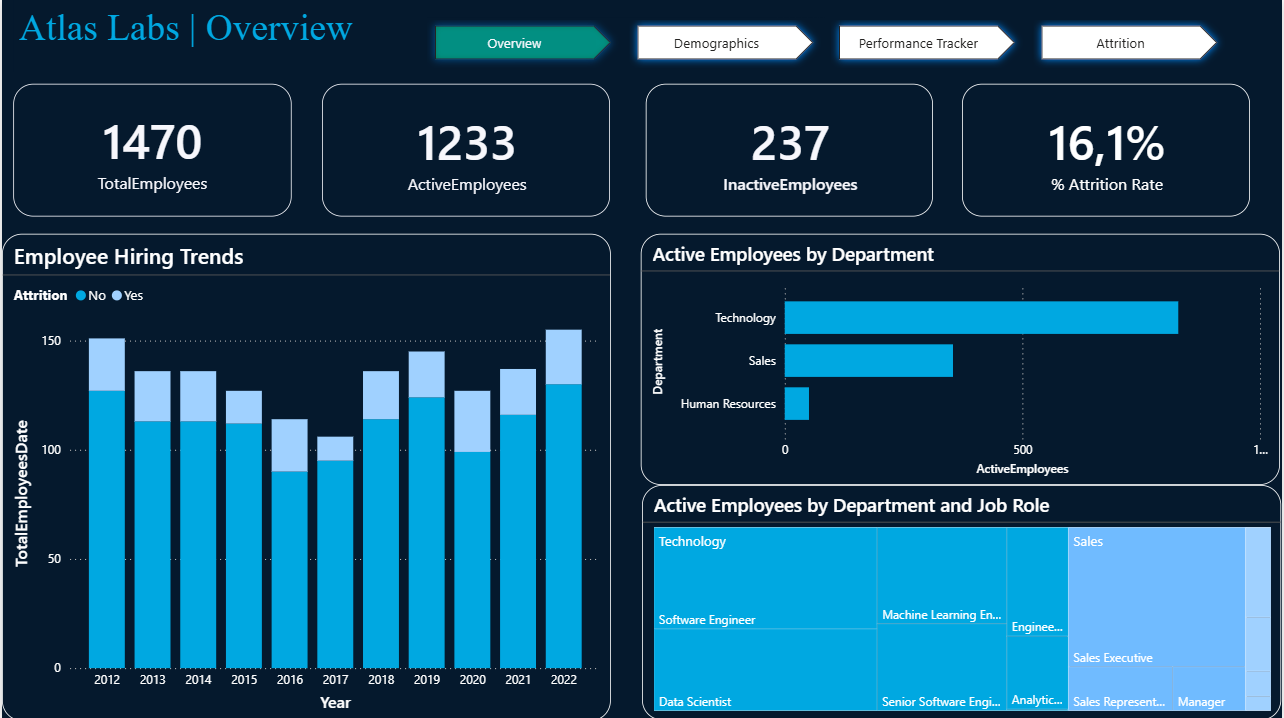 Atlas Labs | Overview
Overview
Demographics
Performance Tracker
Attrition
1470
TotalEmployees
1233
ActiveEmployees
237
InactiveEmployees
16,1%
% Attrition Rate
Employee Hiring Trends
Attrition No Yes
TotalEmployeesDate
150
100
50
0
2012 2013 2014 2015 2016 2017 2018 2019 2020 2021 2022
Year
Active Employees by Department
Department
Technology
Sales
Human Resources
0 500 1...
ActiveEmployees
Active Employees by Department and Job Role
Technology
Software Engineer
Data Scientist
Machine Learning En...
Senior Software Engi...
Enginee...
Analytic...
Sales
Sales Executive
Sales Represent...
Manager